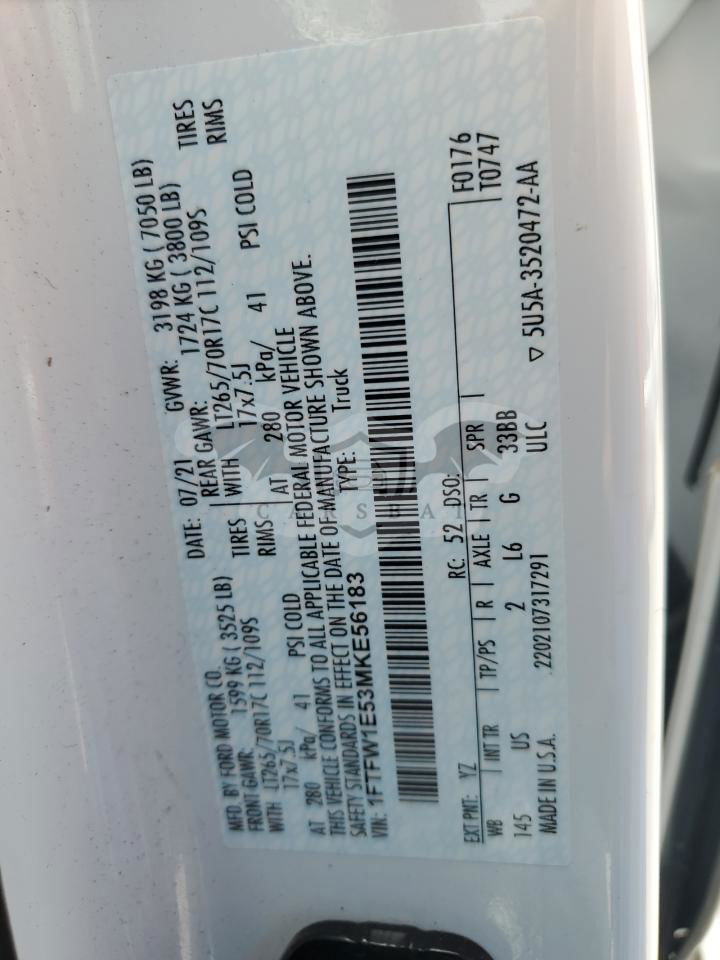 MFD. BY FORD MOTOR CO.
DATE: 07/21 GVWR: 3198 KG ( 7050 LB)
FRONT GAWR: 1599 KG ( 3525 LB)
REAR GAWR: 1724 KG ( 3800 LB)
WITH LT265/70R17C 112/109S TIRES
WITH LT265/70R17C 112/109S TIRES
17x7.5J RIMS
17x7.5J RIMS
AT 280 kPa/ 41 PSI COLD
AT 280 kPa/ 41 PSI COLD
THIS VEHICLE CONFORMS TO ALL APPLICABLE FEDERAL MOTOR VEHICLE
SAFETY STANDARDS IN EFFECT ON THE DATE OF MANUFACTURE SHOWN ABOVE.
VIN: 1FTFW1E53MKE56183 TYPE: Truck
EXT PNT: YZ RC: 52 DSO: F0176
WB INT TR TP/PS R AXLE TR SPR T0747
145 US 2 L6 G 33BB
MADE IN U.S.A. 2202107317291 ULC ▽ 5U5A-3520472-AA
CARSBAT